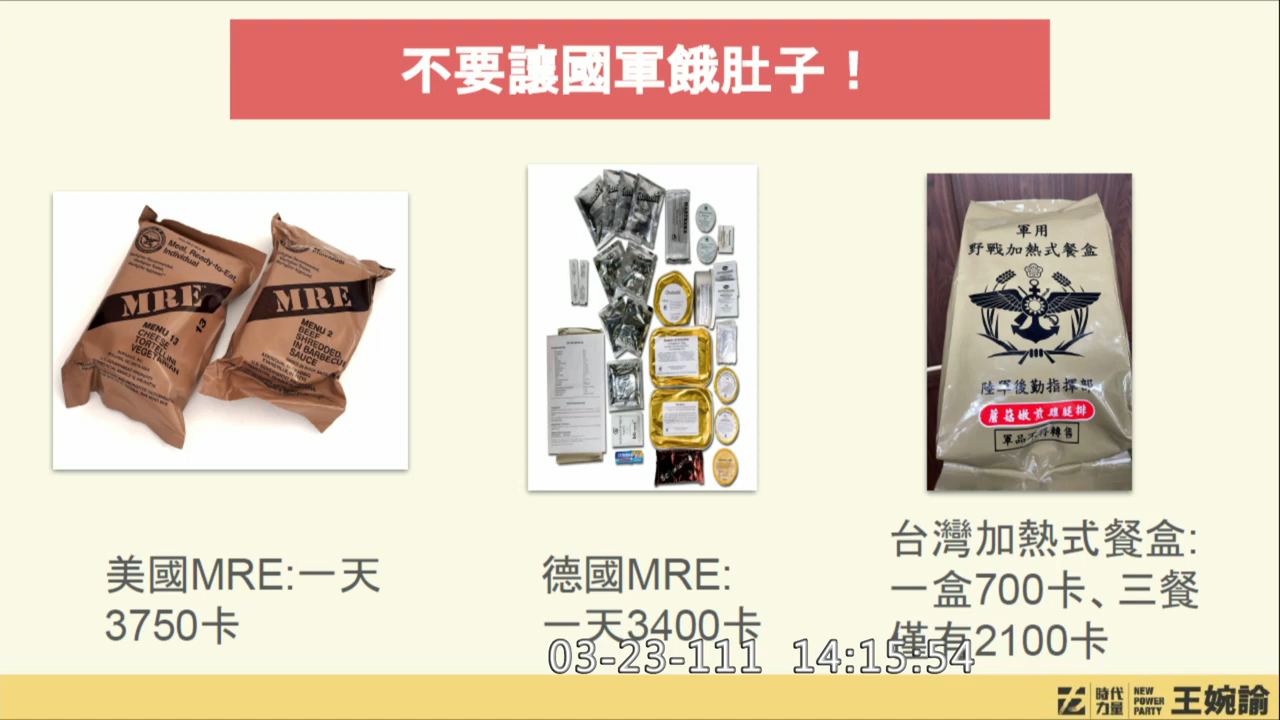 不要讓國軍餓肚子！
Meal, Ready-to-Eat
Individual
MRE
MENU 13
CHEESE
TORTELLINI
VEGETARIAN
13
MRE
MENU 2
BEEF
SHREDDED,
IN BARBECUE
SAUCE
軍用
野戰加熱式餐盒
陸軍後勤指揮部
蘑菇嫩煎雞腿排
軍品不得轉售
美國MRE:一天
3750卡
德國MRE:
一天3400卡
台灣加熱式餐盒:
一盒700卡、三餐
僅有2100卡
03-23-111 14:15:54
時代
力量
NEW
POWER
PARTY
王婉諭